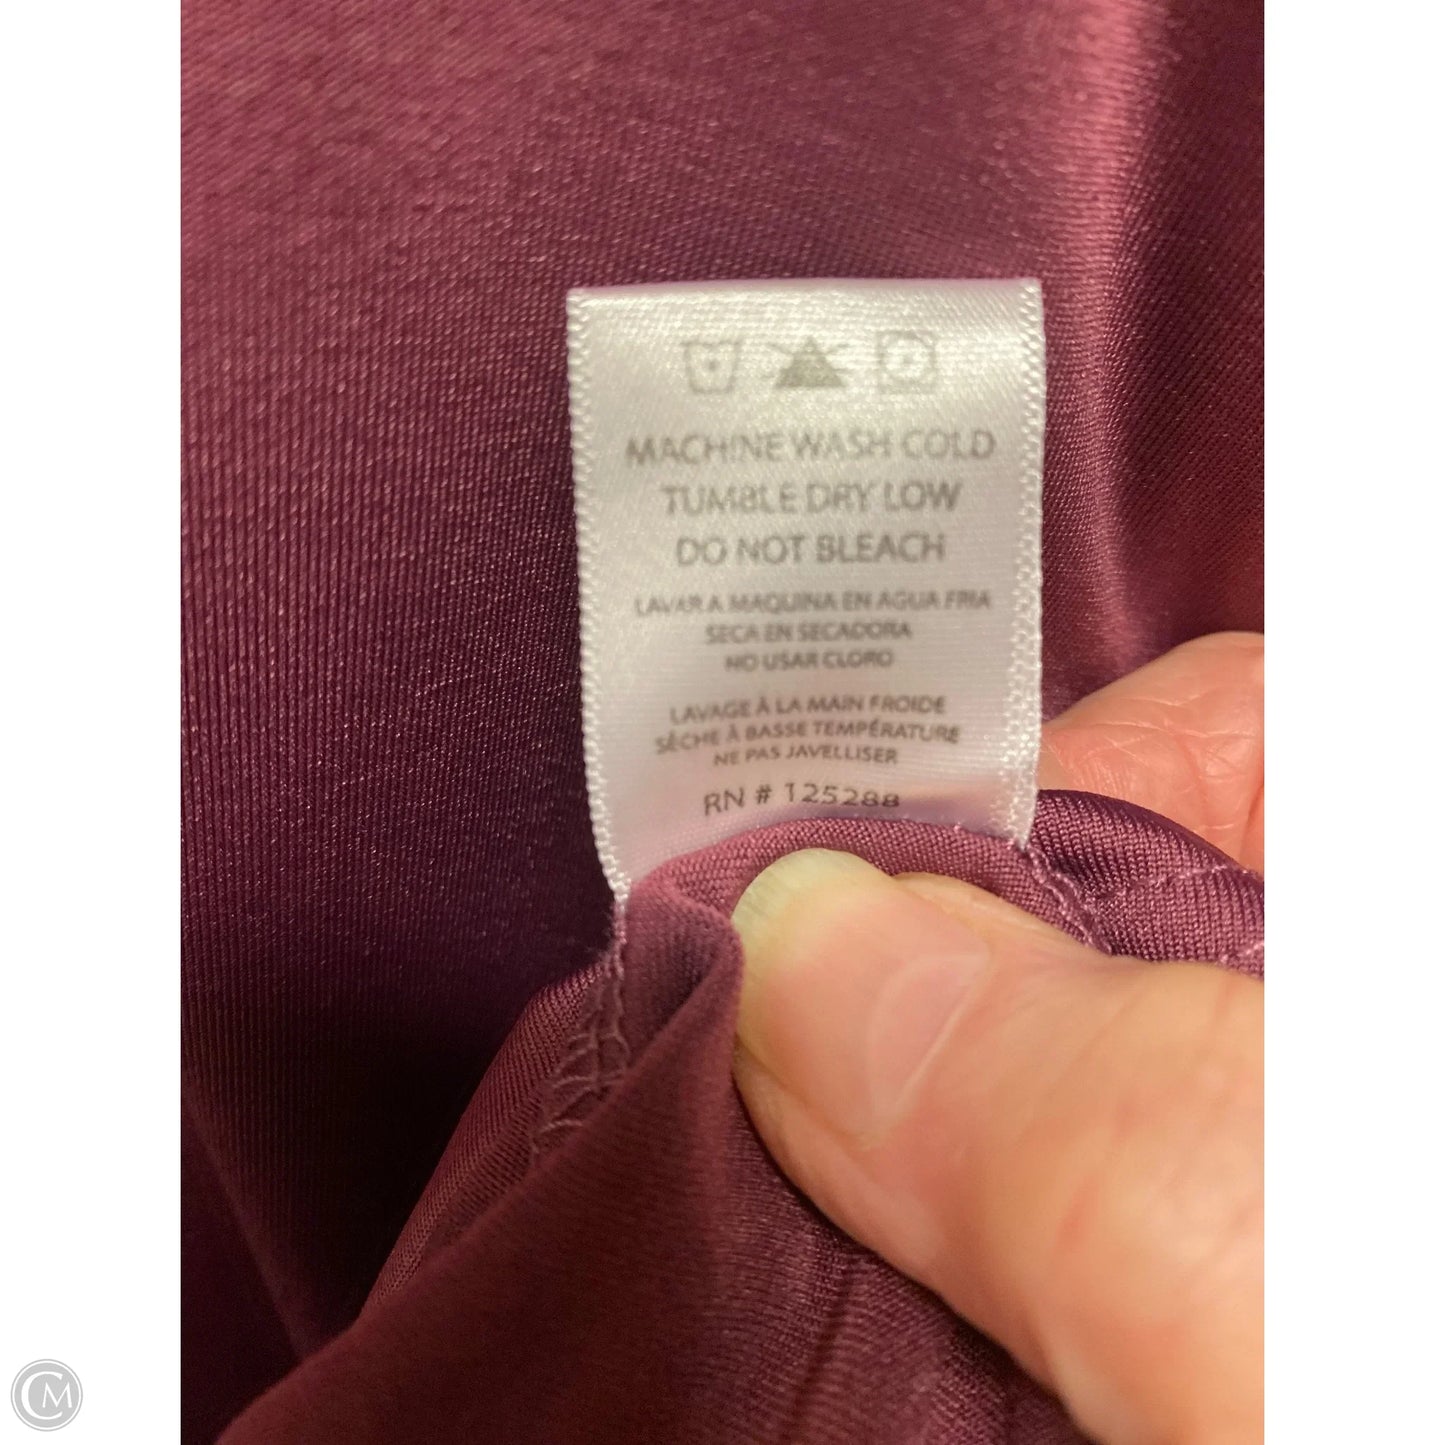 MACHINE WASH COLD
TUMBLE DRY LOW
DO NOT BLEACH
LAVAR A MAQUINA EN AGUA FRIA
SECA EN SECADORA
NO USAR CLORO
LAVAGE À LA MAIN FROIDE
SÈCHE À BASSE TEMPÉRATURE
NE PAS JAVELLISER
RN # 125288
CM